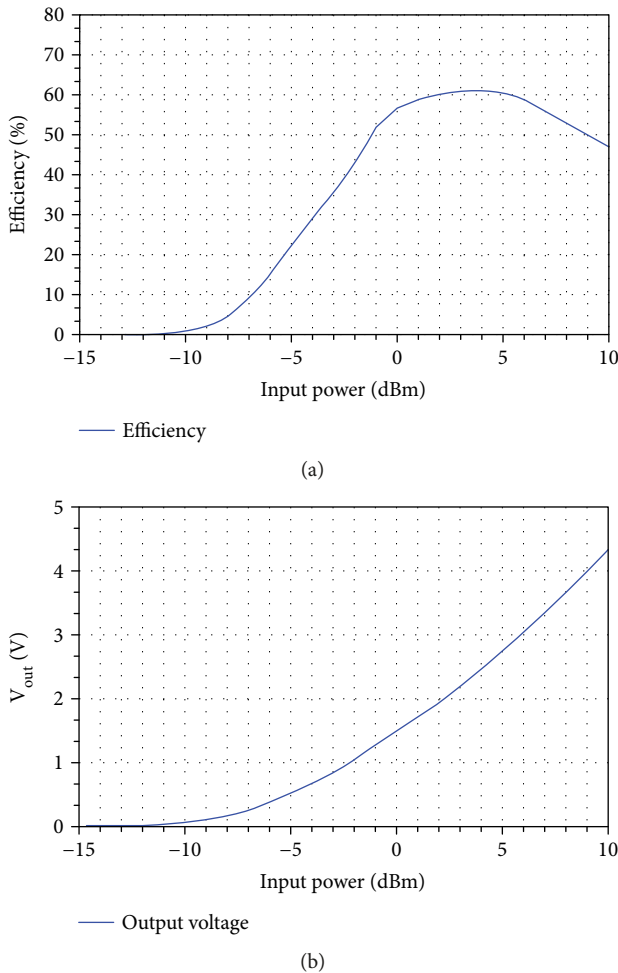 80
70
60
50
40
30
20
10
0
Efficiency (%)
−15 −10 −5 0 5 10
Input power (dBm)
Efficiency
(a)
5
4
3
2
1
0
V_out (V)
−15 −10 −5 0 5 10
Input power (dBm)
Output voltage
(b)